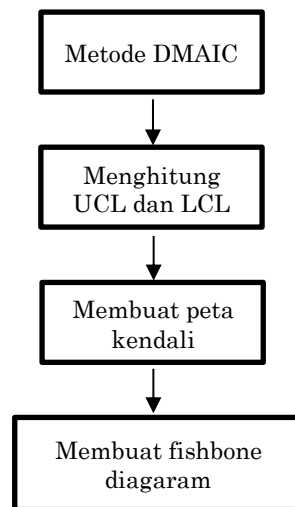 Metode DMAIC
Menghitung
UCL dan LCL
Membuat peta
kendali
Membuat fishbone
diagaram